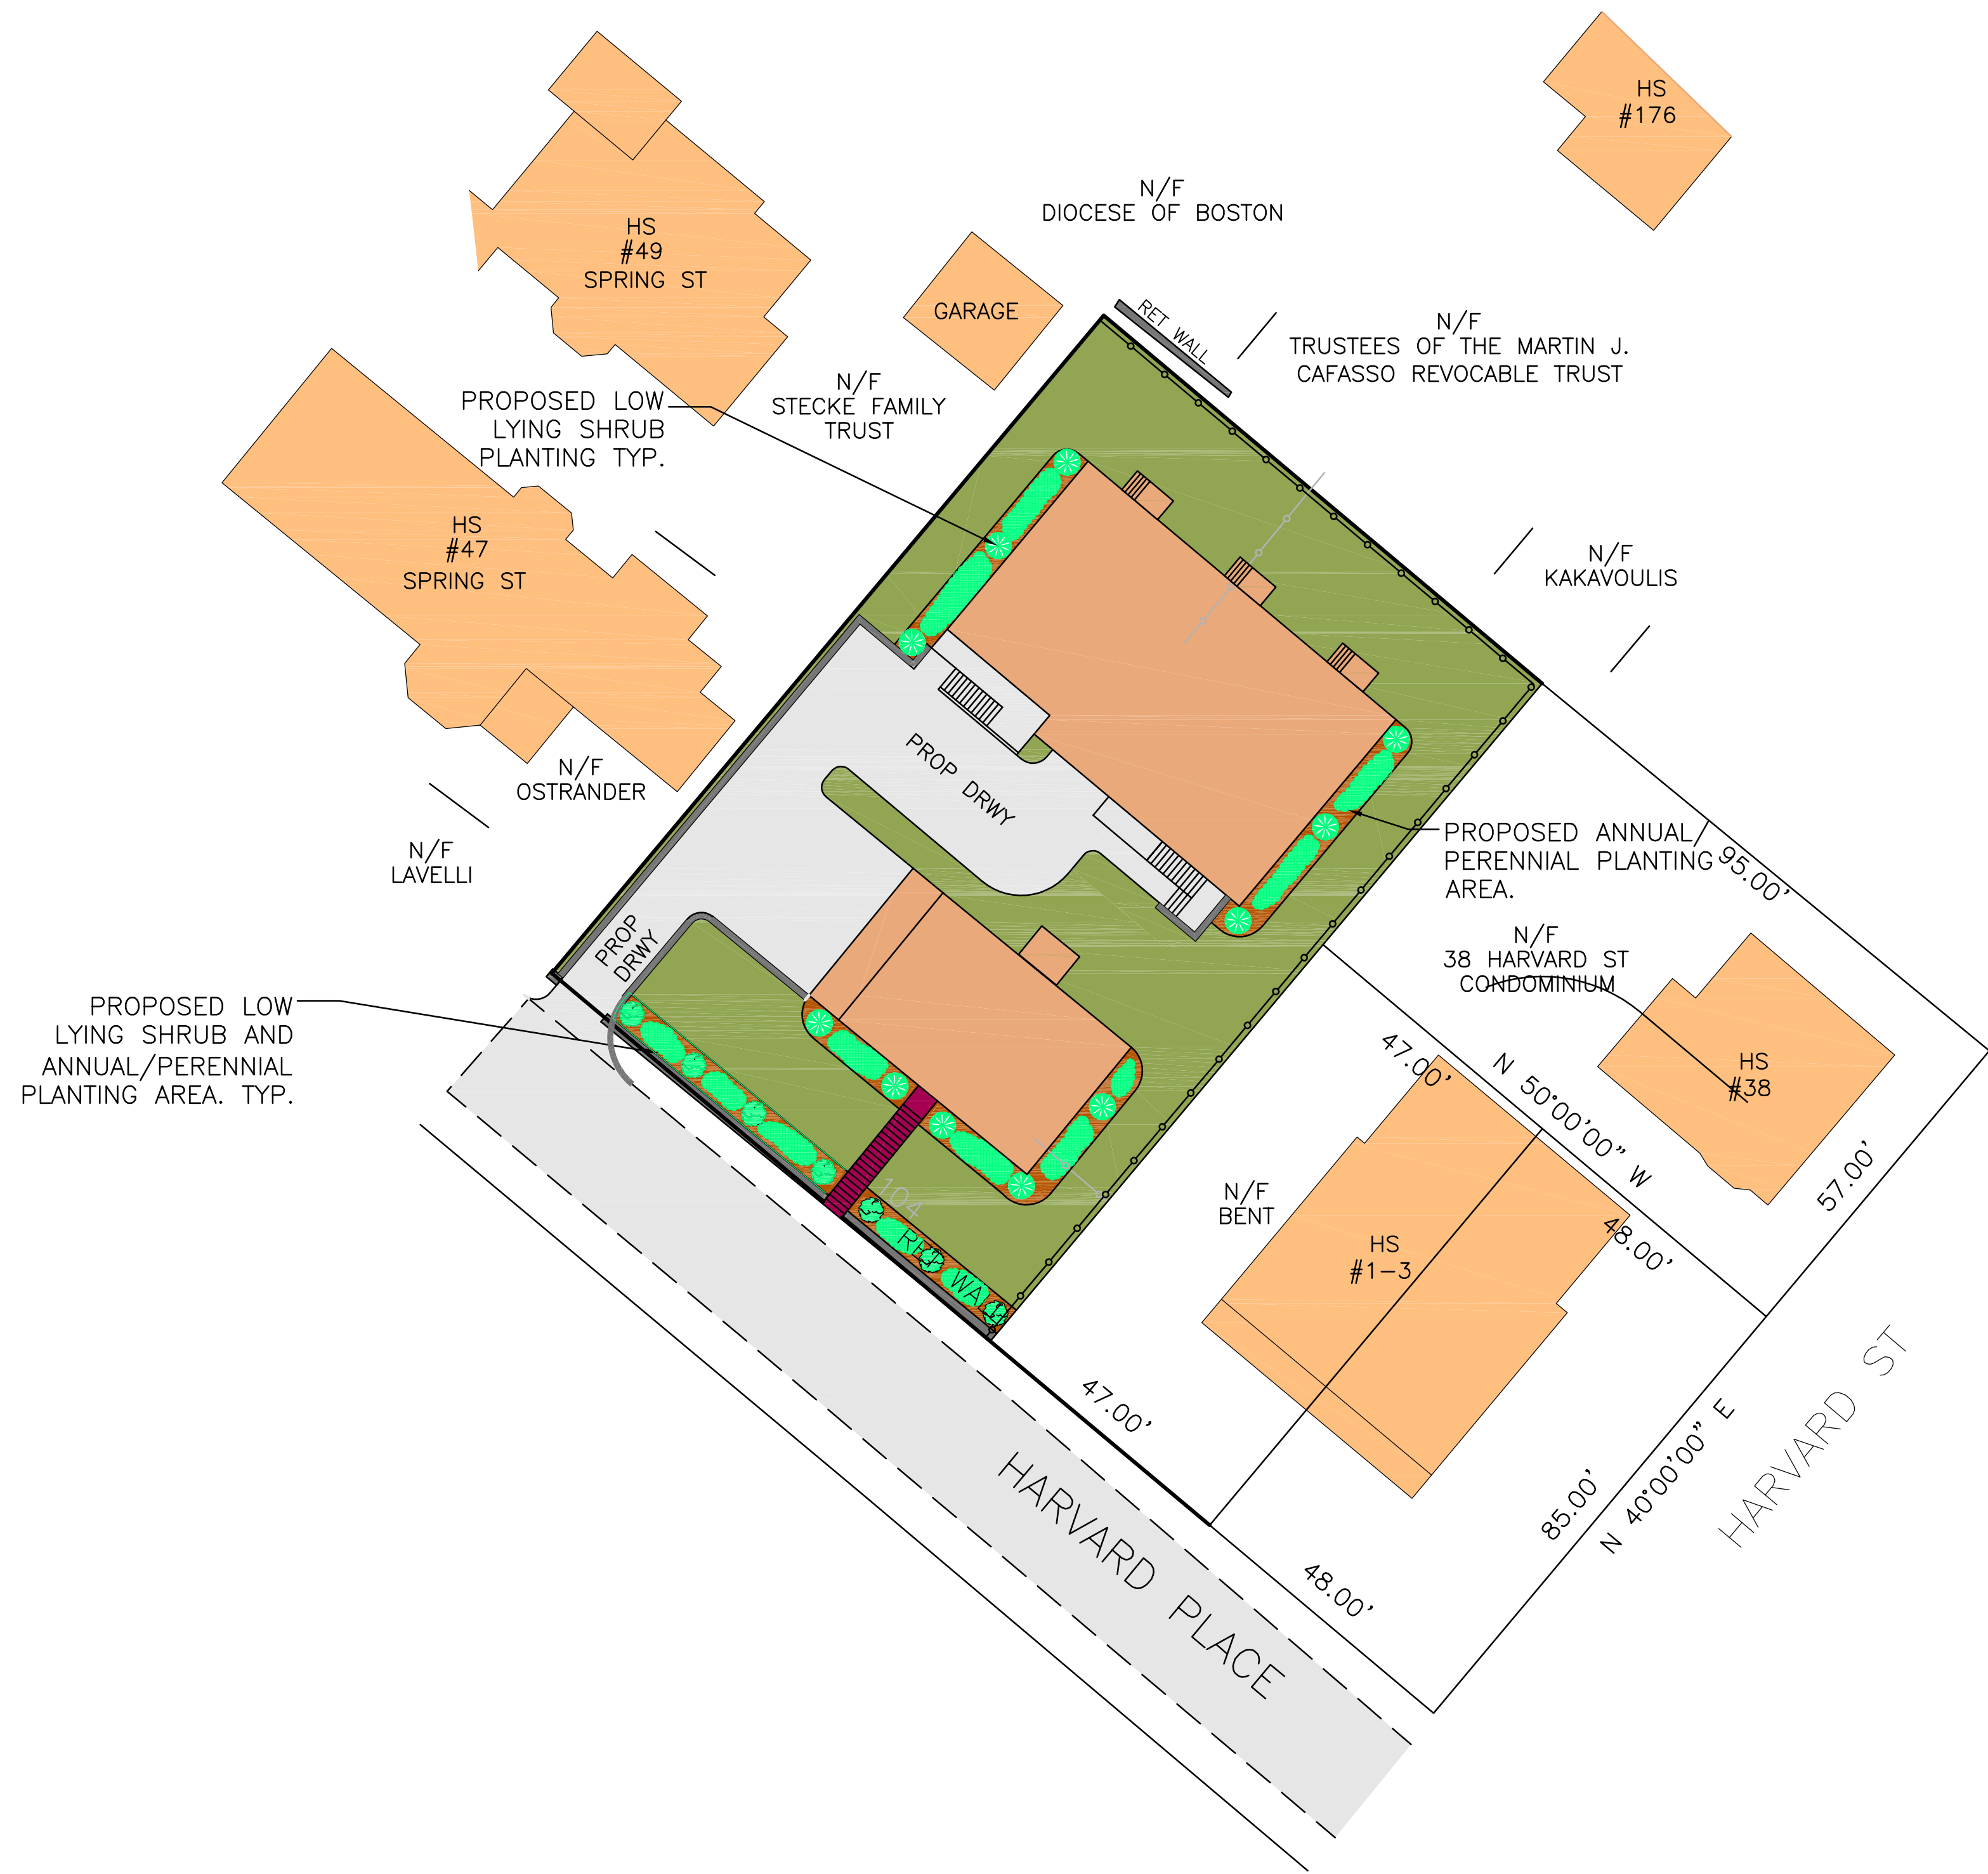 HS
#176
N/F
DIOCESE OF BOSTON
HS
#49
SPRING ST
GARAGE
RET WALL
N/F
TRUSTEES OF THE MARTIN J.
CAFASSO REVOCABLE TRUST
N/F
STECKE FAMILY
TRUST
PROPOSED LOW
LYING SHRUB
PLANTING TYP.
HS
#47
SPRING ST
N/F
KAKAVOULIS
N/F
OSTRANDER
PROP DRWY
N/F
LAVELLI
PROPOSED ANNUAL/
PERENNIAL PLANTING
AREA.
95.00'
PROP
DRWY
N/F
38 HARVARD ST
CONDOMINIUM
PROPOSED LOW
LYING SHRUB AND
ANNUAL/PERENNIAL
PLANTING AREA. TYP.
47.00'
N 50°00'00" W
HS
#38
57.00'
104
N/F
BENT
HS
#1-3
48.00'
RET WALL
47.00'
HARVARD PLACE
48.00'
85.00'
N 40°00'00" E
HARVARD ST